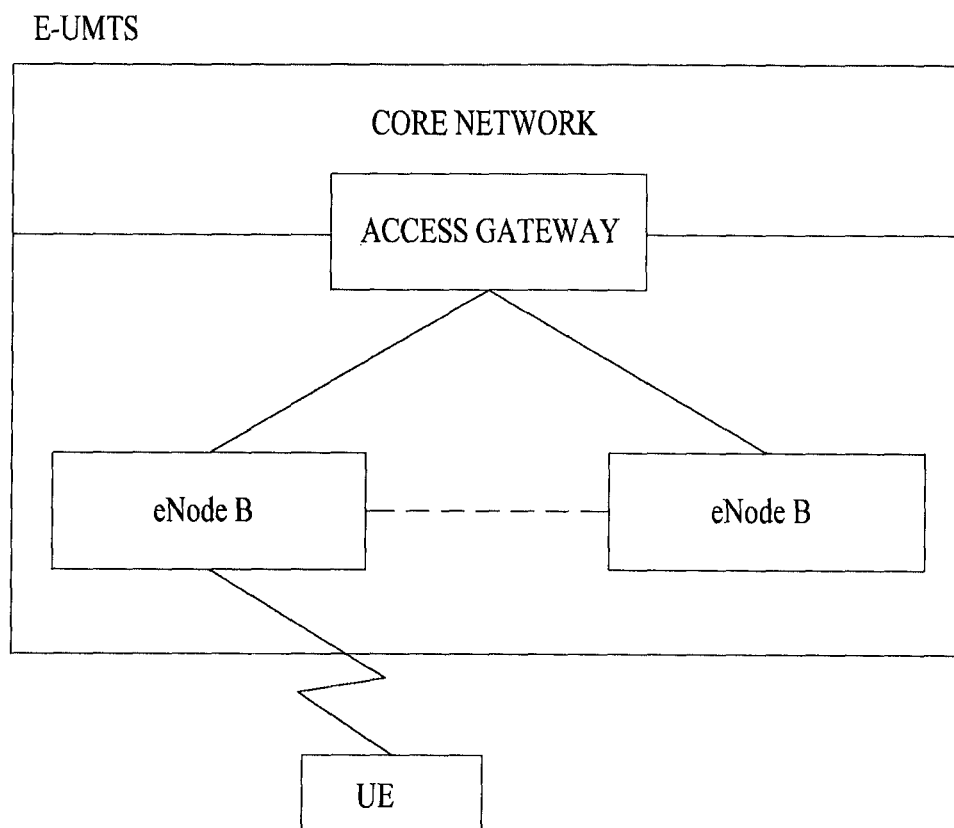 E-UMTS
CORE NETWORK
ACCESS GATEWAY
eNode B
eNode B
UE